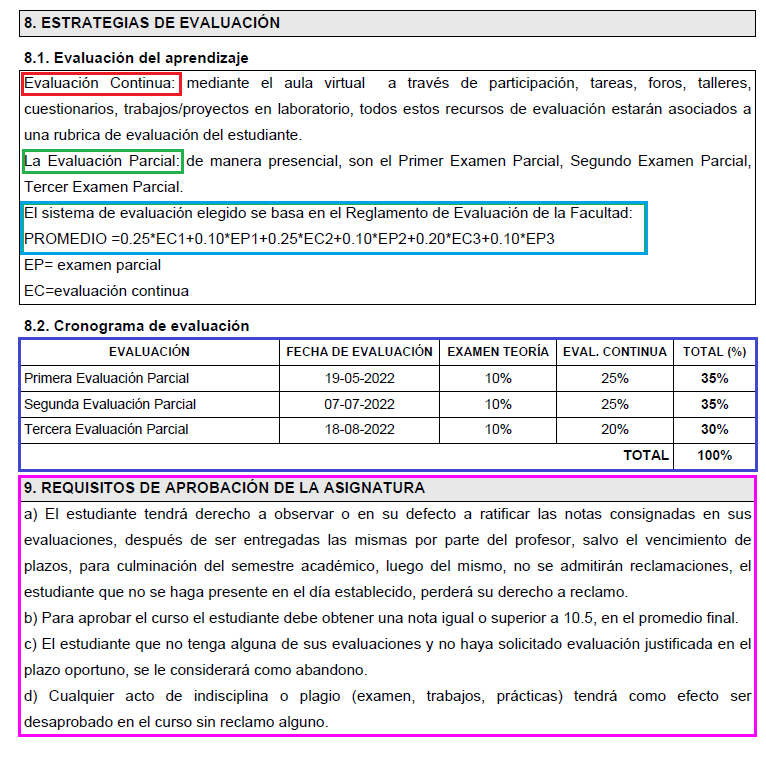 8. ESTRATEGIAS DE EVALUACIÓN
8.1. Evaluación del aprendizaje
Evaluación Continua: mediante el aula virtual a través de participación, tareas, foros, talleres,
cuestionarios, trabajos/proyectos en laboratorio, todos estos recursos de evaluación estarán asociados a
una rubrica de evaluación del estudiante.
La Evaluación Parcial: de manera presencial, son el Primer Examen Parcial, Segundo Examen Parcial,
Tercer Examen Parcial.
El sistema de evaluación elegido se basa en el Reglamento de Evaluación de la Facultad:
PROMEDIO =0.25*EC1+0.10*EP1+0.25*EC2+0.10*EP2+0.20*EC3+0.10*EP3
EP= examen parcial
EC=evaluación continua
8.2. Cronograma de evaluación
EVALUACIÓN FECHA DE EVALUACIÓN EXAMEN TEORÍA EVAL. CONTINUA TOTAL (%)
Primera Evaluación Parcial 19-05-2022 10% 25% 35%
Segunda Evaluación Parcial 07-07-2022 10% 25% 35%
Tercera Evaluación Parcial 18-08-2022 10% 20% 30%
TOTAL 100%
9. REQUISITOS DE APROBACIÓN DE LA ASIGNATURA
a) El estudiante tendrá derecho a observar o en su defecto a ratificar las notas consignadas en sus
evaluaciones, después de ser entregadas las mismas por parte del profesor, salvo el vencimiento de
plazos, para culminación del semestre académico, luego del mismo, no se admitirán reclamaciones, el
estudiante que no se haga presente en el día establecido, perderá su derecho a reclamo.
b) Para aprobar el curso el estudiante debe obtener una nota igual o superior a 10.5, en el promedio final.
c) El estudiante que no tenga alguna de sus evaluaciones y no haya solicitado evaluación justificada en el
plazo oportuno, se le considerará como abandono.
d) Cualquier acto de indisciplina o plagio (examen, trabajos, prácticas) tendrá como efecto ser
desaprobado en el curso sin reclamo alguno.